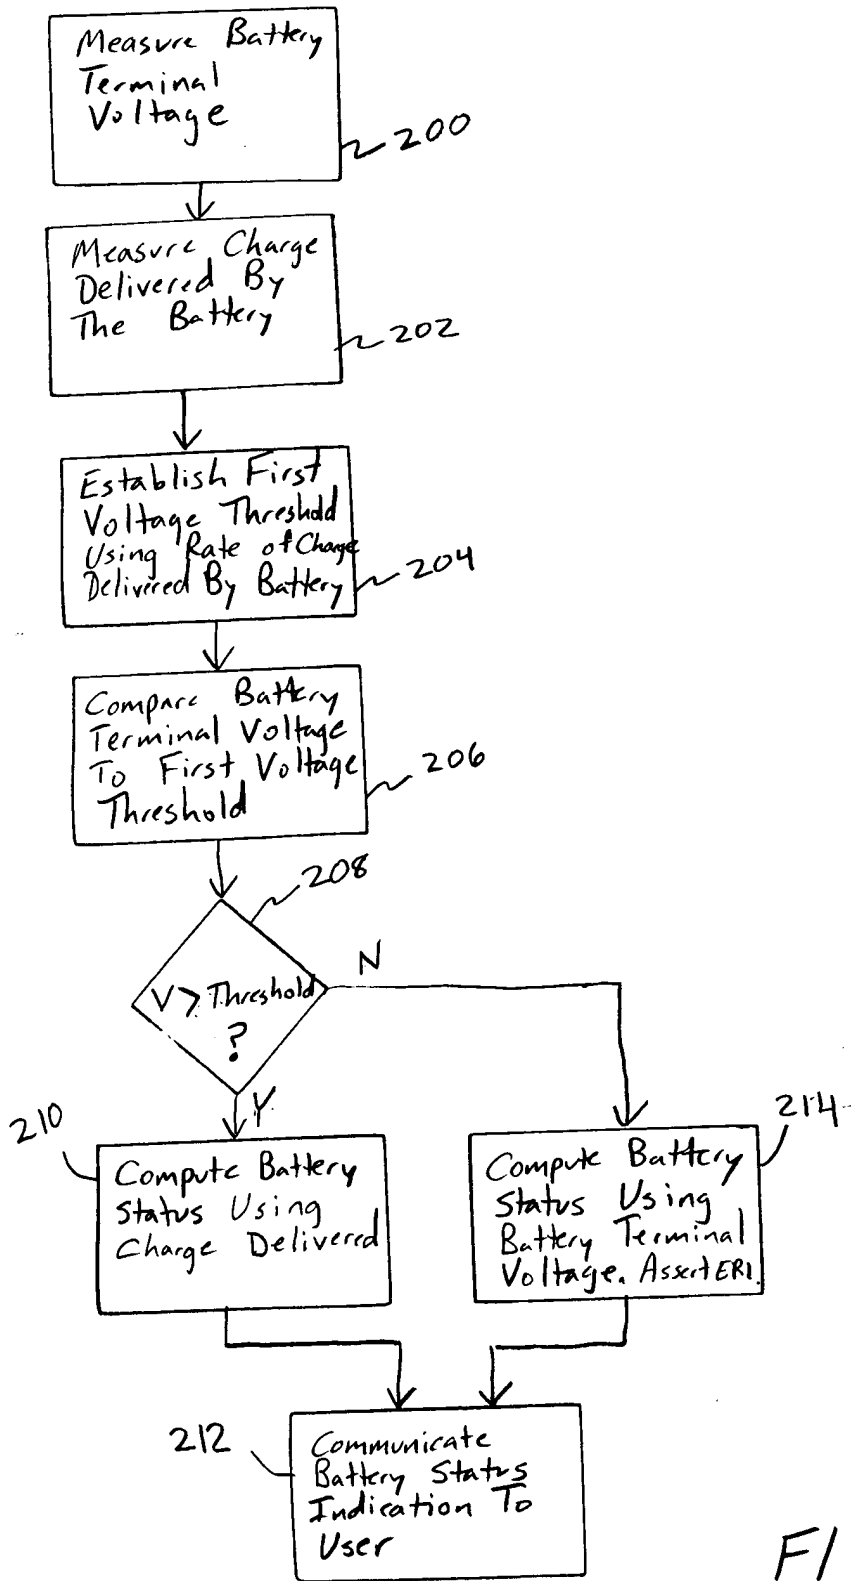 Measure Battery
Terminal
Voltage
200
Measure Charge
Delivered By
The Battery
202
Establish First
Voltage Threshold
Using Rate of Charge
Delivered By Battery
204
Compare Battery
Terminal Voltage
To First Voltage
Threshold
206
208
V > Threshold
?
N
Y
210
Compute Battery
Status Using
Charge Delivered
214
Compute Battery
Status Using
Battery Terminal
Voltage. Assert ERI.
212
Communicate
Battery Status
Indication To
User
FI